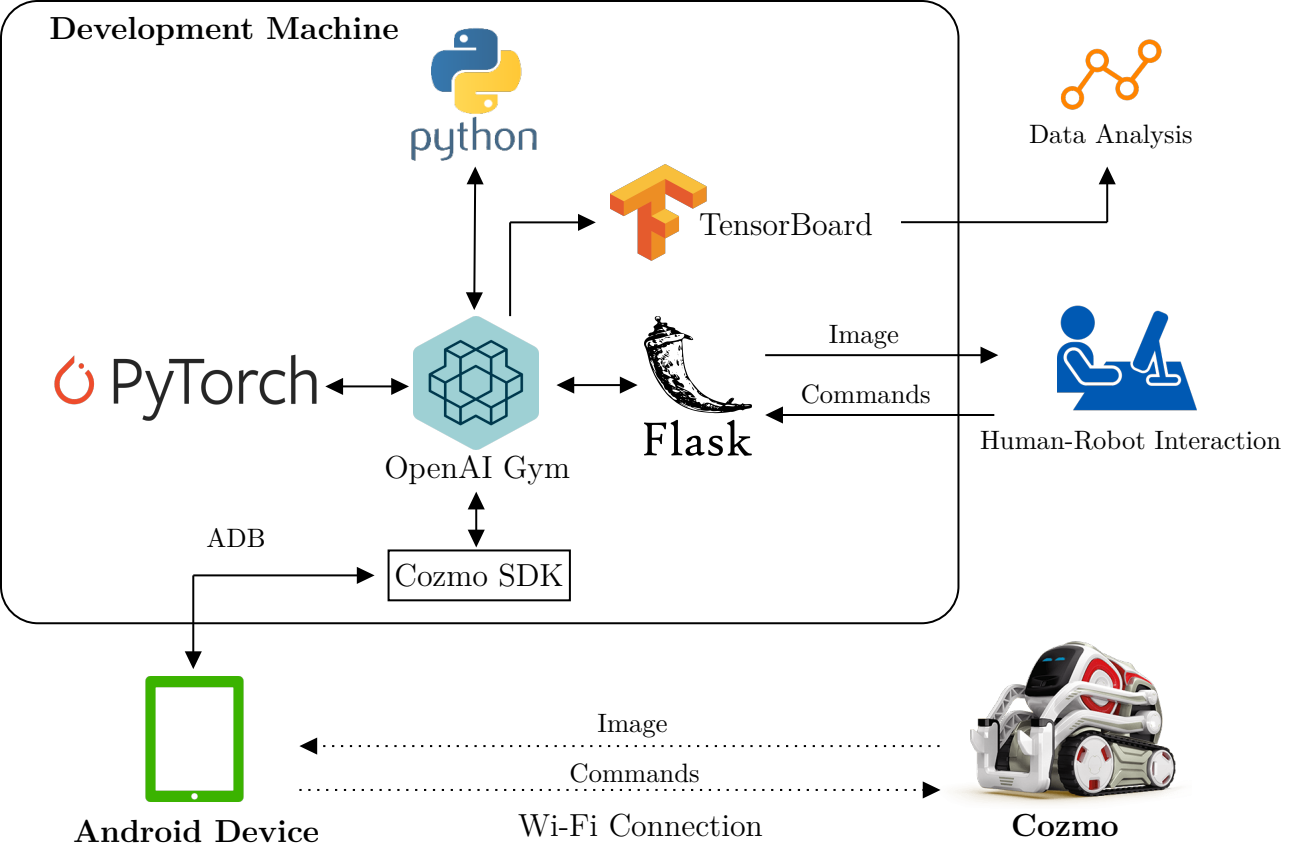 Development Machine
python
Data Analysis
TensorBoard
PyTorch
Image
Commands
Flask
Human-Robot Interaction
OpenAI Gym
ADB
Cozmo SDK
Image
Commands
Android Device
Wi-Fi Connection
Cozmo